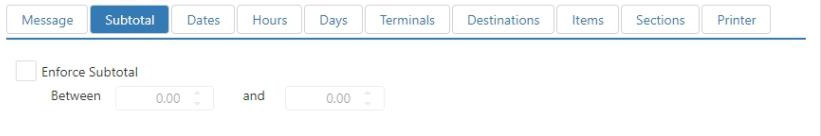 Message Subtotal Dates Hours Days Terminals Destinations Items Sections Printer
Enforce Subtotal
Between 0.00 and 0.00